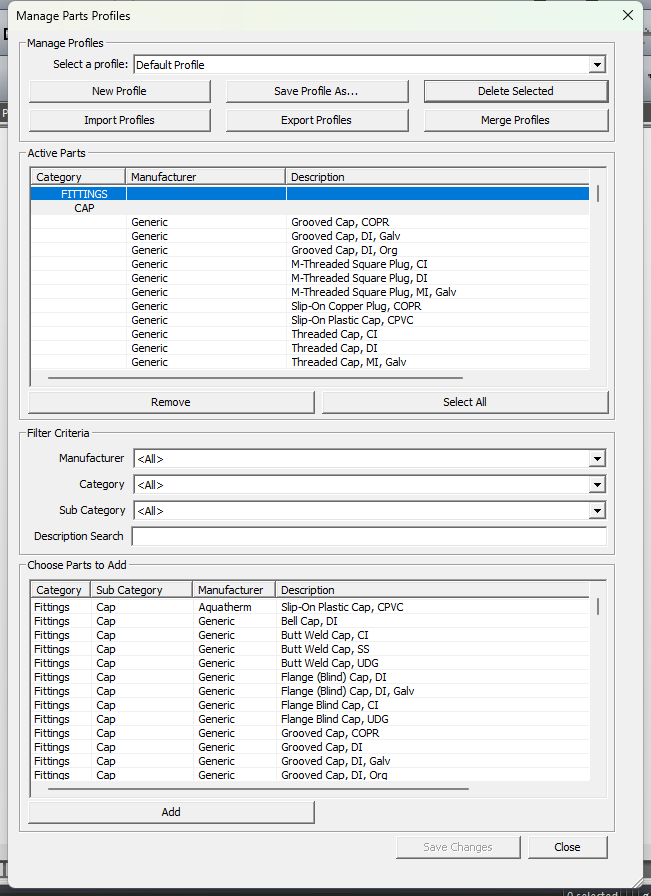 Manage Parts Profiles
Manage Profiles
Select a profile: Default Profile
New Profile Save Profile As... Delete Selected
Import Profiles Export Profiles Merge Profiles
Active Parts
Category Manufacturer Description
FITTINGS
CAP
Generic Grooved Cap, COPR
Generic Grooved Cap, DI, Galv
Generic Grooved Cap, DI, Org
Generic M-Threaded Square Plug, CI
Generic M-Threaded Square Plug, DI
Generic M-Threaded Square Plug, MI, Galv
Generic Slip-On Copper Plug, COPR
Generic Slip-On Plastic Cap, CPVC
Generic Threaded Cap, CI
Generic Threaded Cap, DI
Generic Threaded Cap, MI, Galv
Remove Select All
Filter Criteria
Manufacturer <All>
Category <All>
Sub Category <All>
Description Search
Choose Parts to Add
Category Sub Category Manufacturer Description
Fittings Cap Aquatherm Slip-On Plastic Cap, CPVC
Fittings Cap Generic Bell Cap, DI
Fittings Cap Generic Butt Weld Cap, CI
Fittings Cap Generic Butt Weld Cap, SS
Fittings Cap Generic Butt Weld Cap, UDG
Fittings Cap Generic Flange (Blind) Cap, DI
Fittings Cap Generic Flange (Blind) Cap, DI, Galv
Fittings Cap Generic Flange Blind Cap, CI
Fittings Cap Generic Flange Blind Cap, UDG
Fittings Cap Generic Grooved Cap, COPR
Fittings Cap Generic Grooved Cap, DI
Fittings Cap Generic Grooved Cap, DI, Galv
Fittings Cap Generic Grooved Cap, DI, Org
Add
Save Changes Close